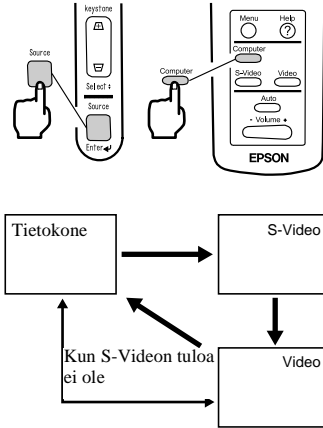 keystone
Source
Select
Source
Enter
Menu
Help
Computer
Computer
S-Video
Video
Auto
- Volume +
EPSON
Tietokone
S-Video
Kun S-Videon tuloa
ei ole
Video